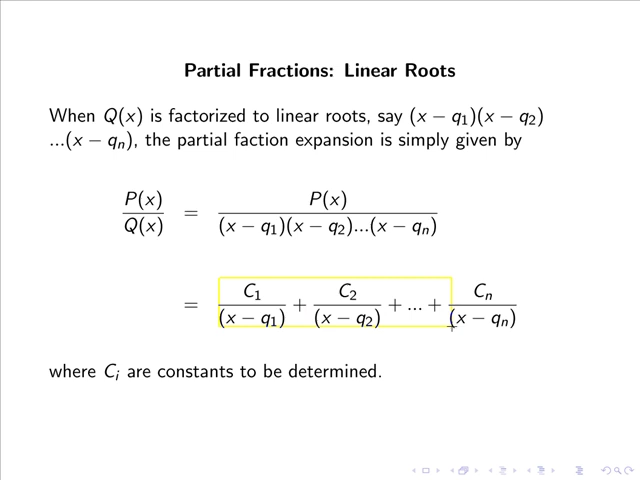 Partial Fractions: Linear Roots
When Q(x) is factorized to linear roots, say (x − q₁)(x − q₂)
...(x − qₙ), the partial faction expansion is simply given by
P(x)/Q(x) = P(x)/((x − q₁)(x − q₂)...(x − qₙ))
= C₁/(x − q₁) + C₂/(x − q₂) + ... + Cₙ/(x − qₙ)
where Cᵢ are constants to be determined.